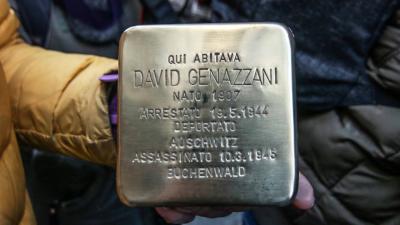 QUI ABITAVA
DAVID GENAZZANI
NATO 1907
ARRESTATO 19.5.1944
DEPORTATO
AUSCHWITZ
ASSASSINATO 10.3.1945
BUCHENWALD